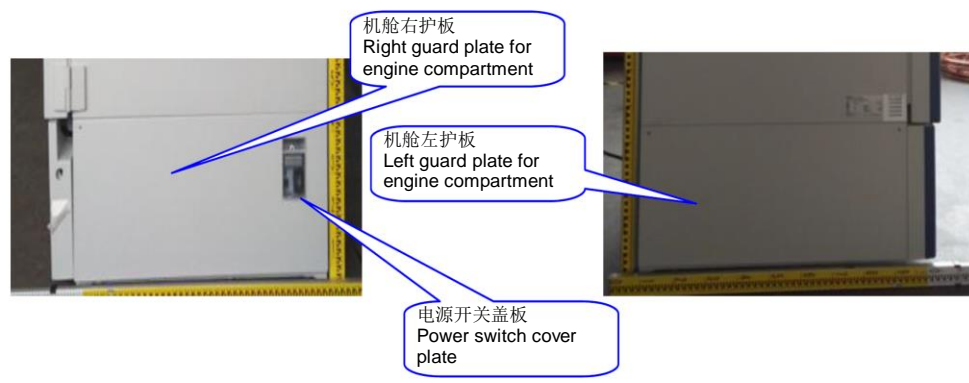 机舱右护板
Right guard plate for
engine compartment
机舱左护板
Left guard plate for
engine compartment
电源开关盖板
Power switch cover
plate